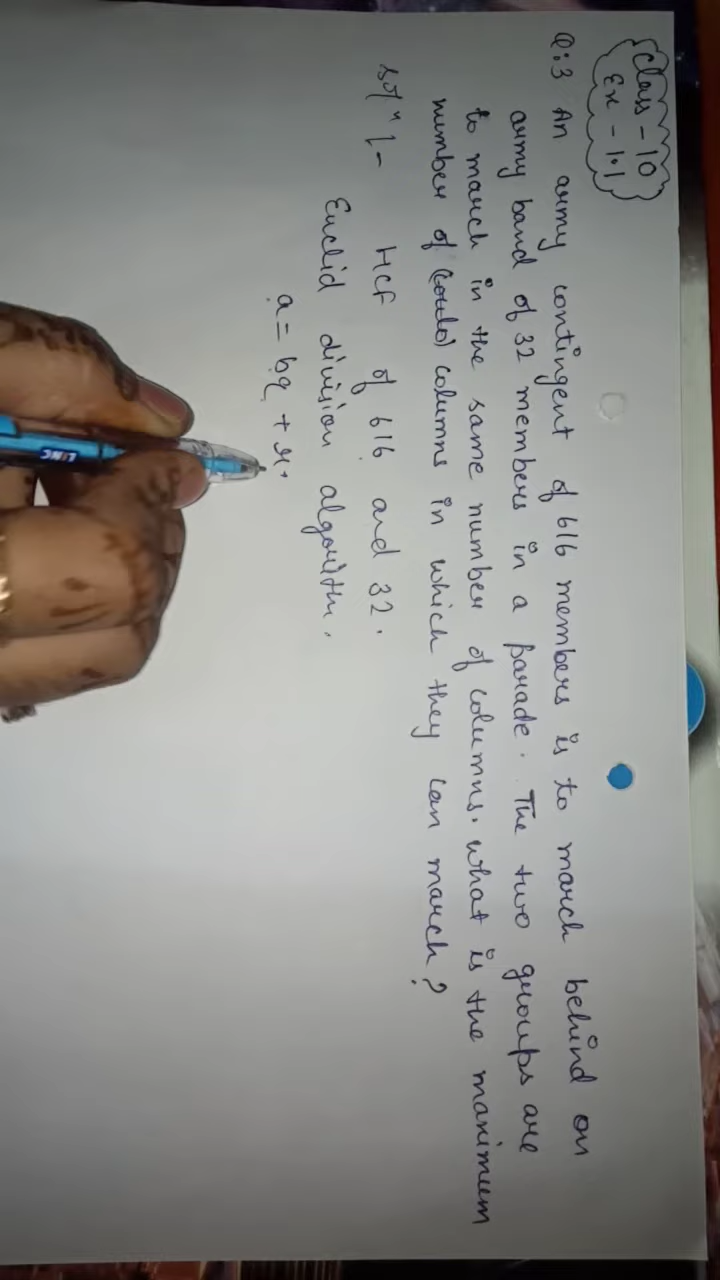 Class - 10
Ex - 1.1
Q:3 An army contingent of 616 members is to march behind on
army band of 32 members in a parade. The two groups are
to march in the same number of columns. what is the maximum
number of columns in which they can march?
solⁿ:- HCF of 616 and 32.
Euclid division algorithm.
a = bq + r.
LINC